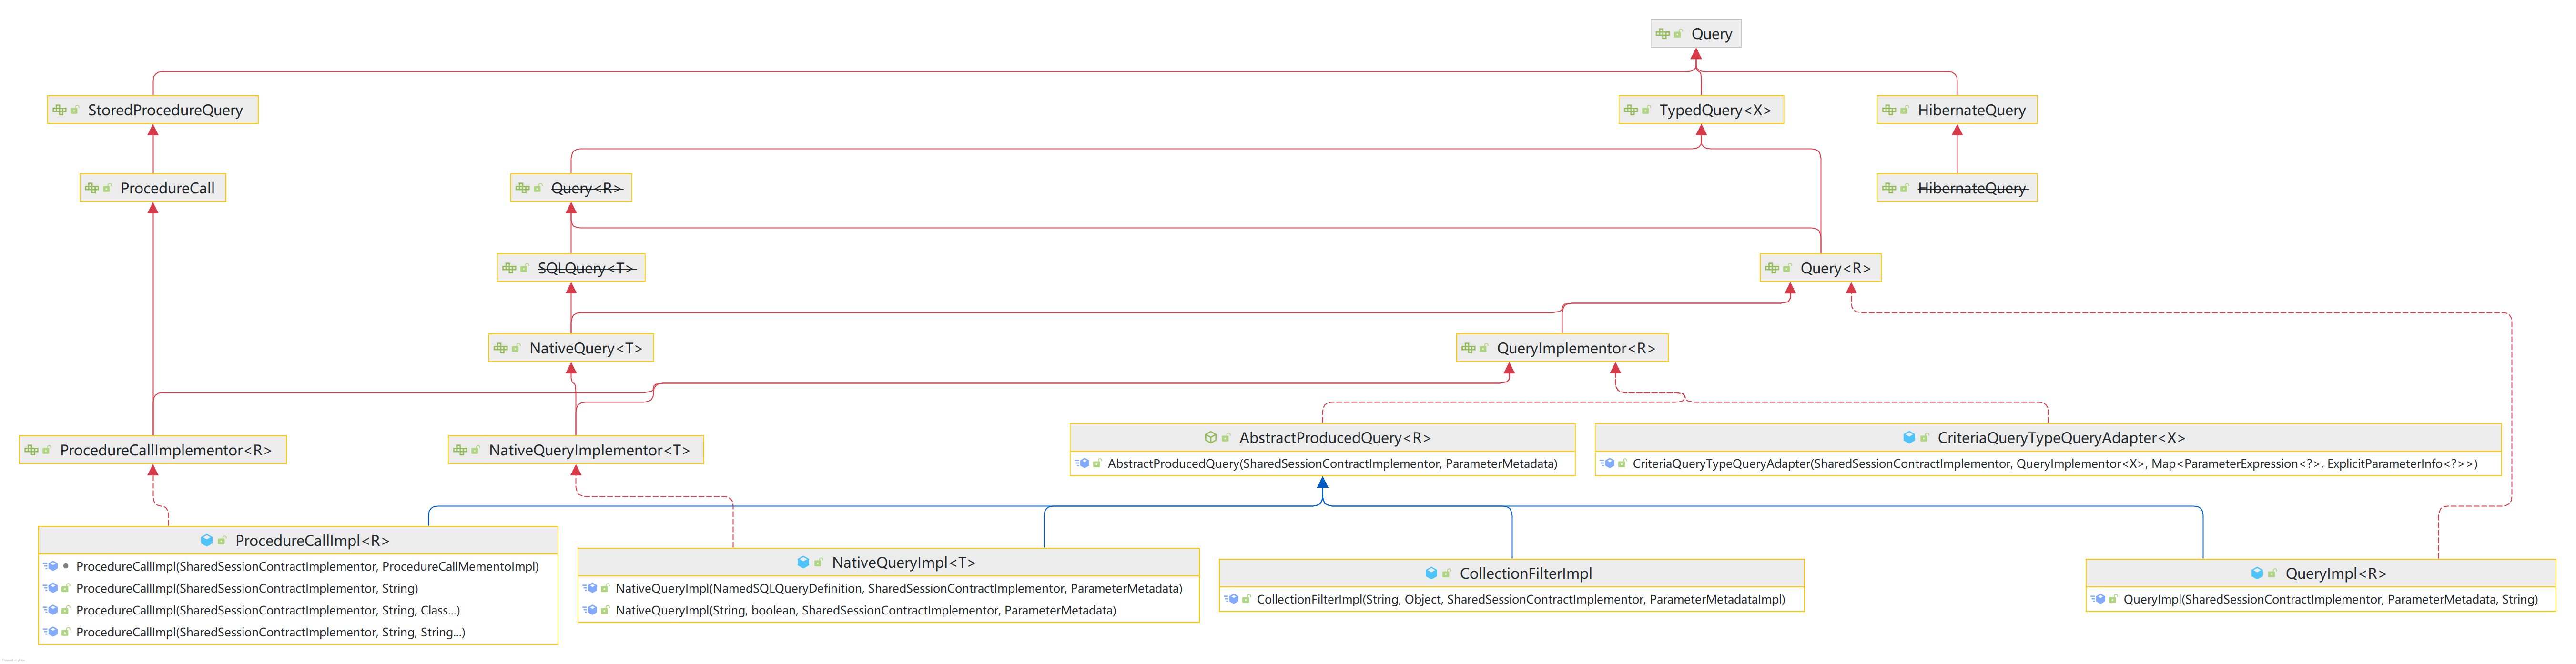 Query
StoredProcedureQuery
TypedQuery<X>
HibernateQuery
ProcedureCall
Query<R>
HibernateQuery
SQLQuery<T>
Query<R>
NativeQuery<T>
QueryImplementor<R>
ProcedureCallImplementor<R>
NativeQueryImplementor<T>
AbstractProducedQuery<R>
AbstractProducedQuery(SharedSessionContractImplementor, ParameterMetadata)
CriteriaQueryTypeQueryAdapter<X>
CriteriaQueryTypeQueryAdapter(SharedSessionContractImplementor, QueryImplementor<X>, Map<ParameterExpression<?>, ExplicitParameterInfo<?>>)
ProcedureCallImpl<R>
ProcedureCallImpl(SharedSessionContractImplementor, ProcedureCallMementoImpl)
ProcedureCallImpl(SharedSessionContractImplementor, String)
ProcedureCallImpl(SharedSessionContractImplementor, String, Class...)
ProcedureCallImpl(SharedSessionContractImplementor, String, String...)
NativeQueryImpl<T>
NativeQueryImpl(NamedSQLQueryDefinition, SharedSessionContractImplementor, ParameterMetadata)
NativeQueryImpl(String, boolean, SharedSessionContractImplementor, ParameterMetadata)
CollectionFilterImpl
CollectionFilterImpl(String, Object, SharedSessionContractImplementor, ParameterMetadataImpl)
QueryImpl<R>
QueryImpl(SharedSessionContractImplementor, ParameterMetadata, String)